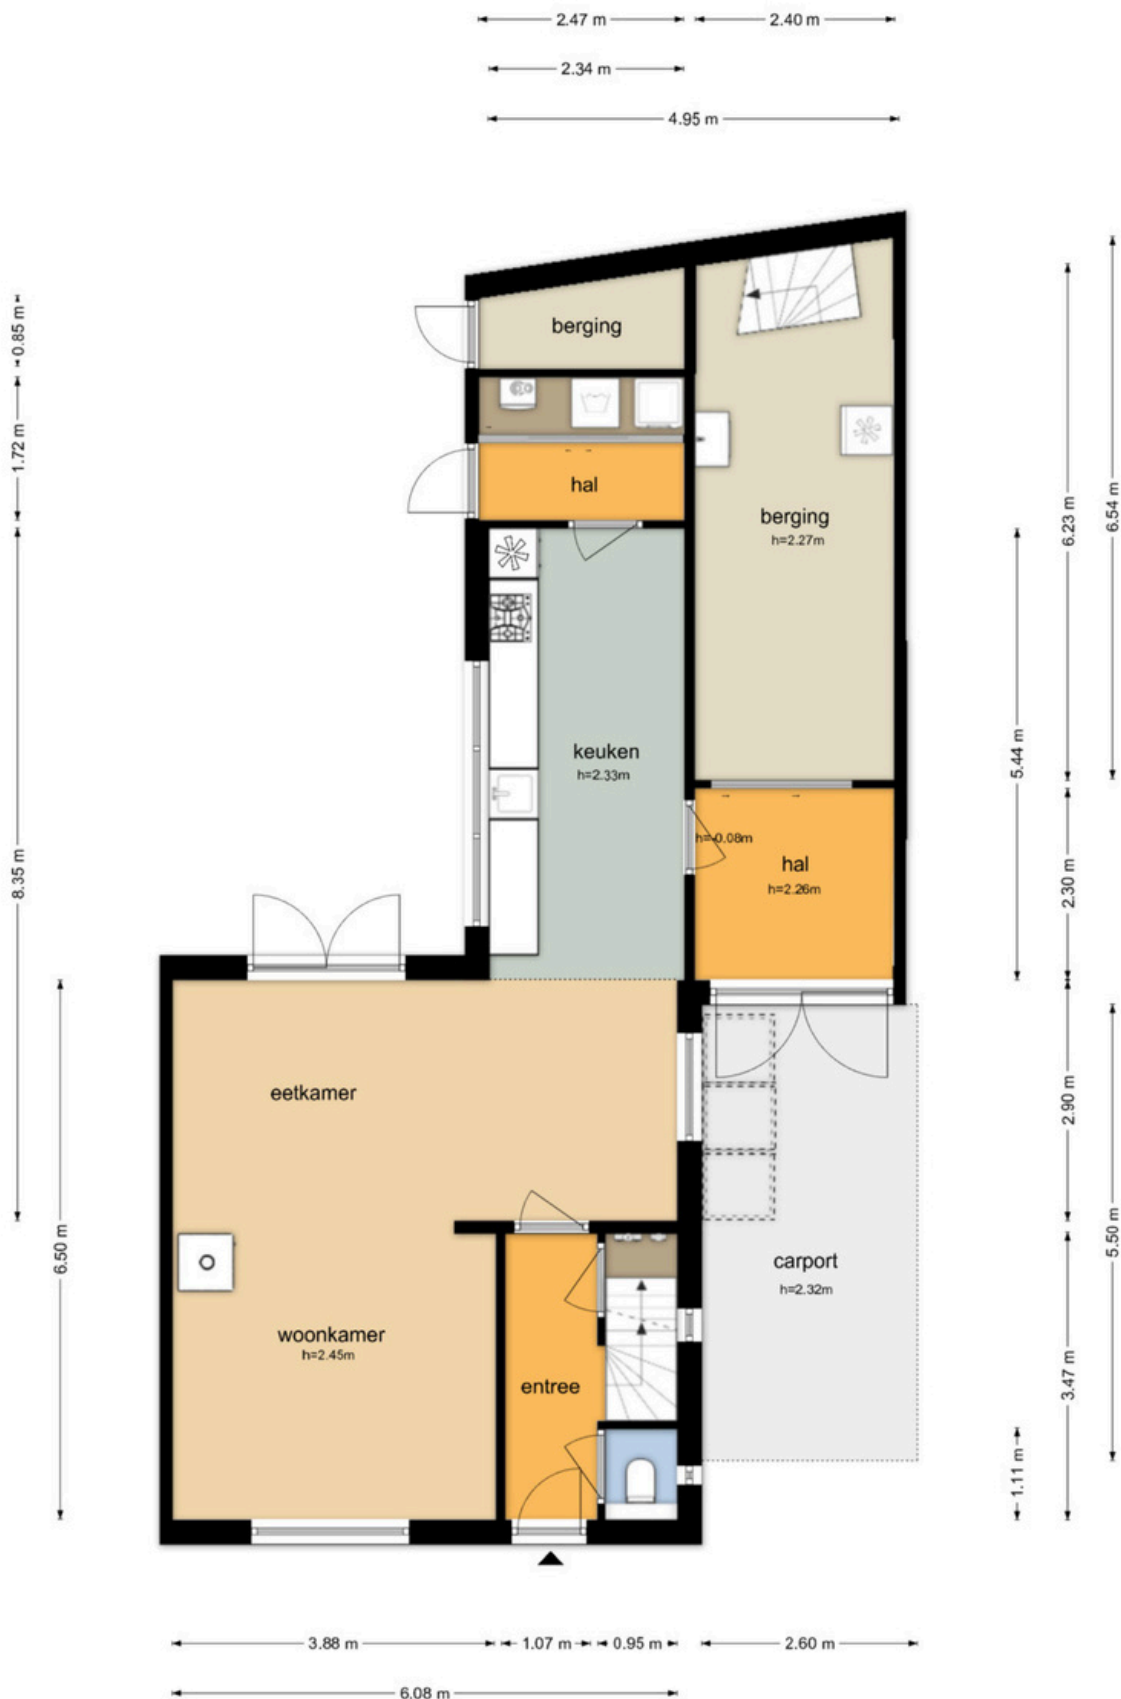 2.47 m
2.40 m
2.34 m
4.95 m
berging
0.85 m
1.72 m
hal
berging
h=2.27m
6.23 m
6.54 m
keuken
h=2.33m
5.44 m
h=-0.08m
hal
h=2.26m
2.30 m
8.35 m
eetkamer
2.90 m
6.50 m
5.50 m
carport
h=2.32m
woonkamer
h=2.45m
entree
3.47 m
1.11 m
3.88 m
1.07 m
0.95 m
2.60 m
6.08 m